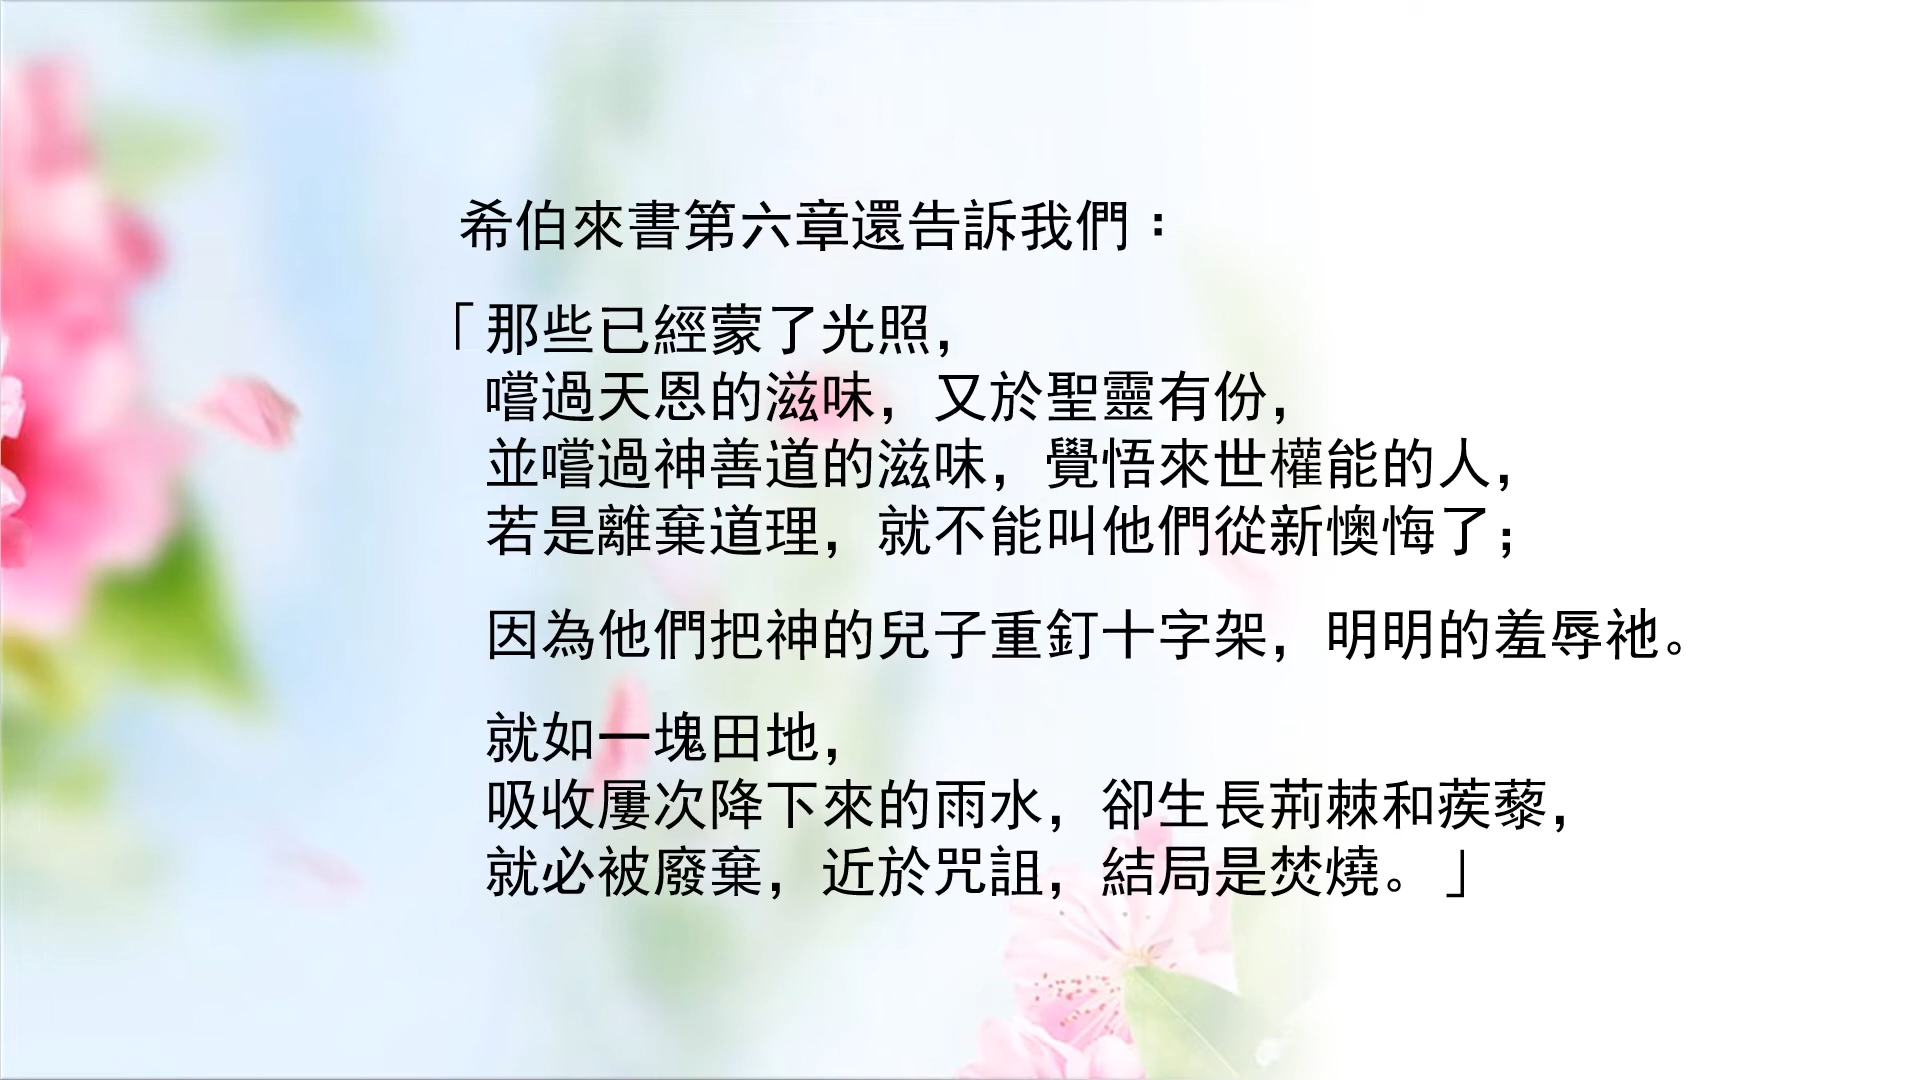 希伯來書第六章還告訴我們：
「那些已經蒙了光照，
嚐過天恩的滋味，又於聖靈有份，
並嚐過神善道的滋味，覺悟來世權能的人，
若是離棄道理，就不能叫他們從新懊悔了；
因為他們把神的兒子重釘十字架，明明的羞辱祂。
就如一塊田地，
吸收屢次降下來的雨水，卻生長荊棘和蒺藜，
就必被廢棄，近於咒詛，結局是焚燒。」